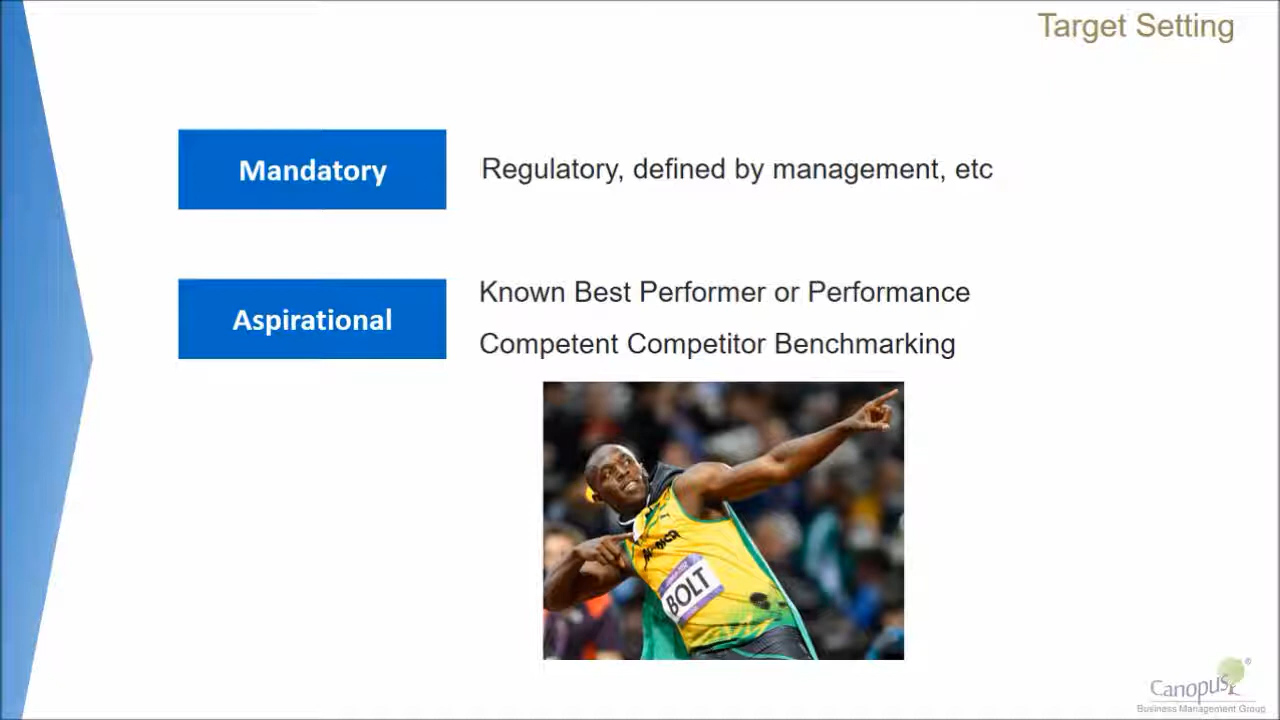 Target Setting
Mandatory
Regulatory, defined by management, etc
Aspirational
Known Best Performer or Performance
Competent Competitor Benchmarking
BOLT
Canopus®
Business Management Group